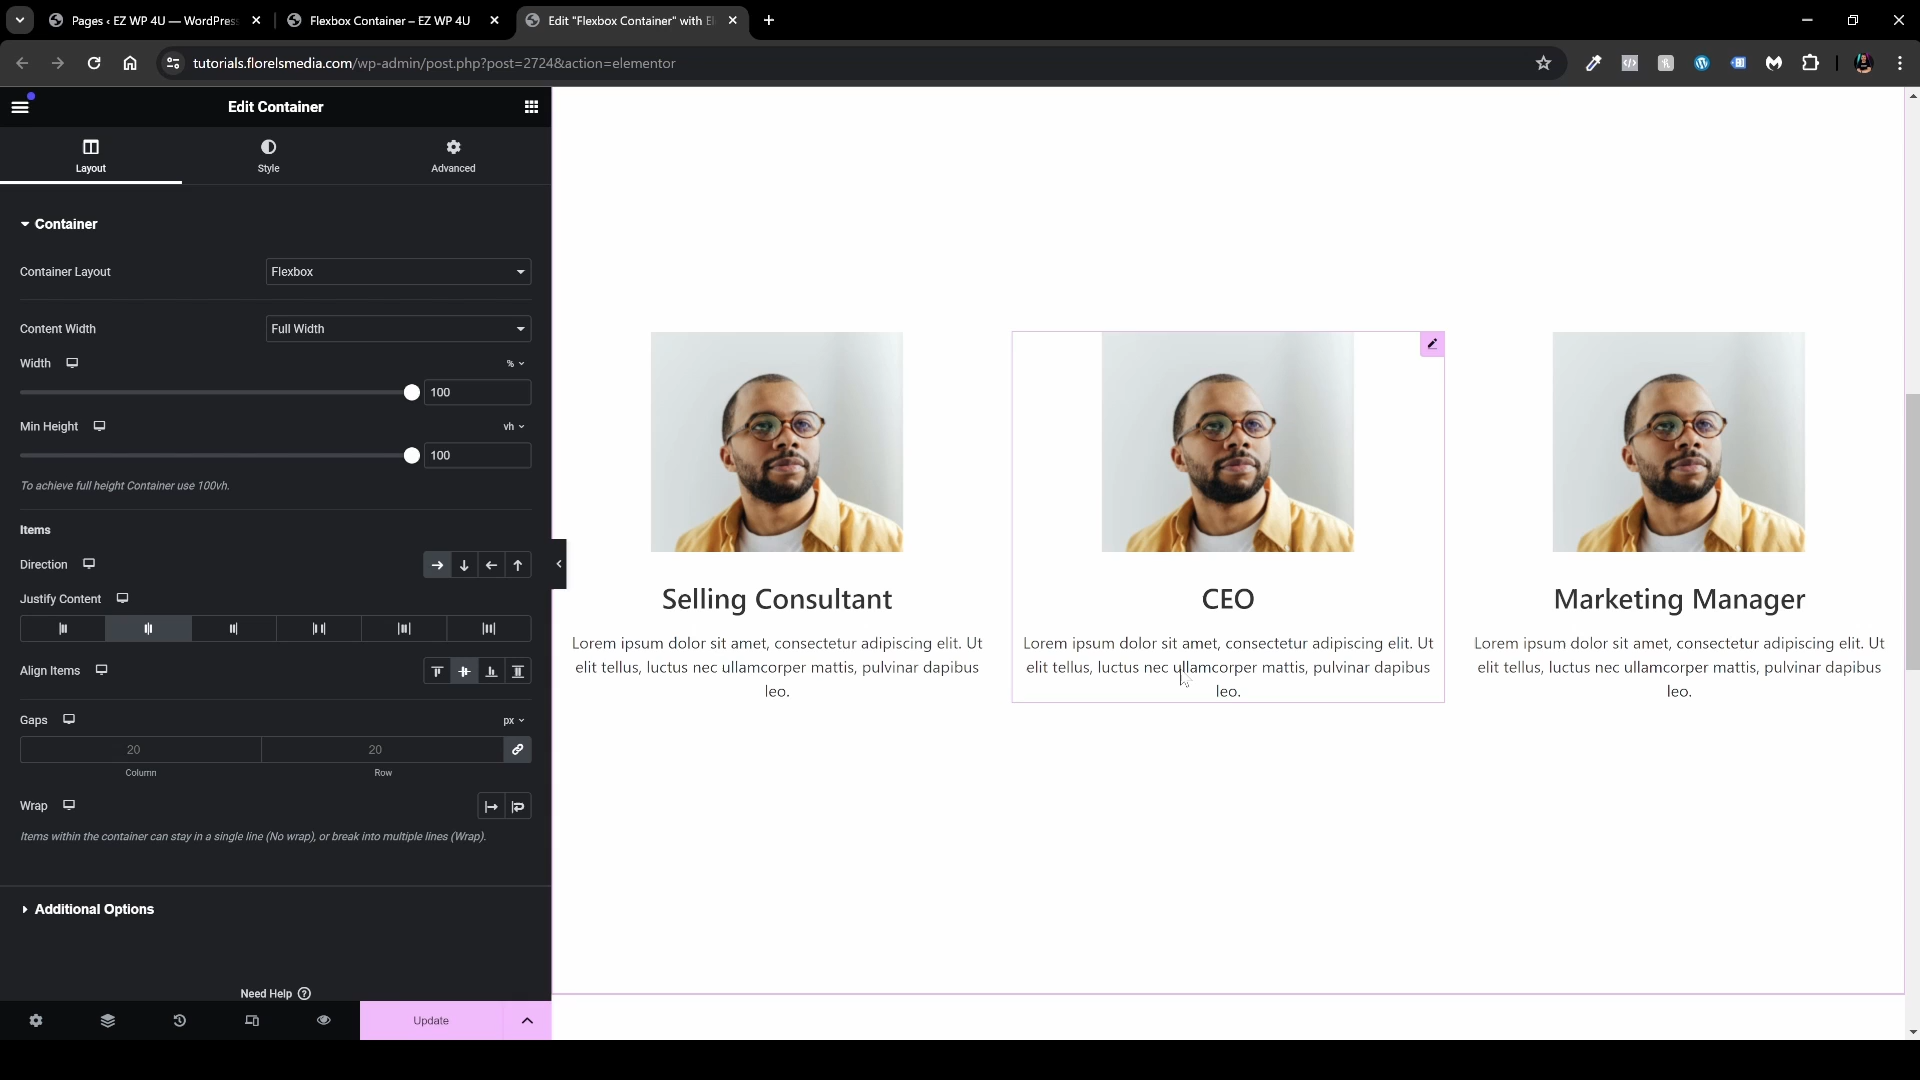 Pages ‹ EZ WP 4U — WordPress
Flexbox Container – EZ WP 4U
Edit "Flexbox Container" with El
tutorials.florelsmedia.com/wp-admin/post.php?post=2724&action=elementor
Edit Container
Layout
Style
Advanced
Container
Container Layout
Flexbox
Content Width
Full Width
Width
%
100
Min Height
vh
100
To achieve full height Container use 100vh.
Items
Direction
Justify Content
Align Items
Gaps
px
20
20
Column
Row
Wrap
Items within the container can stay in a single line (No wrap), or break into multiple lines (Wrap).
Additional Options
Need Help
Update
Selling Consultant
Lorem ipsum dolor sit amet, consectetur adipiscing elit. Ut
elit tellus, luctus nec ullamcorper mattis, pulvinar dapibus
leo.
CEO
Lorem ipsum dolor sit amet, consectetur adipiscing elit. Ut
elit tellus, luctus nec ullamcorper mattis, pulvinar dapibus
leo.
Marketing Manager
Lorem ipsum dolor sit amet, consectetur adipiscing elit. Ut
elit tellus, luctus nec ullamcorper mattis, pulvinar dapibus
leo.